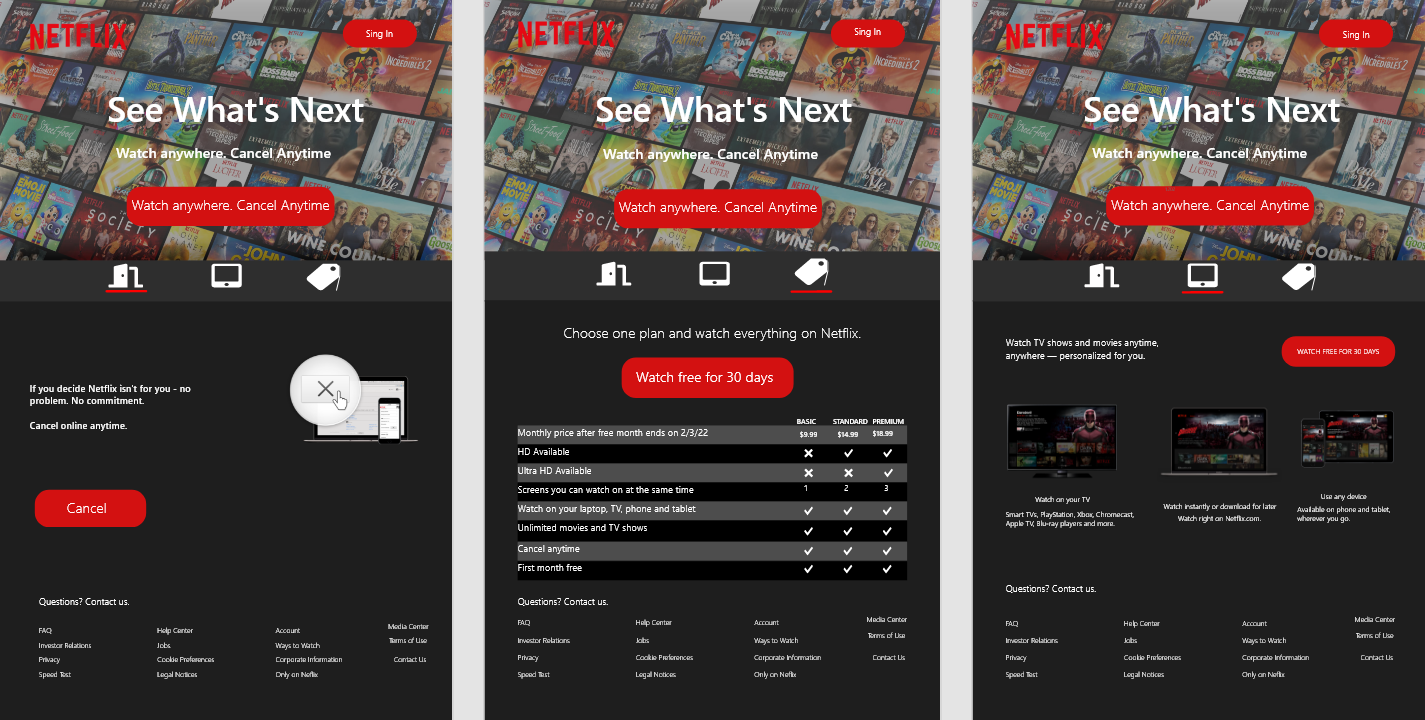 NETFLIX
Sing In
See What's Next
Watch anywhere. Cancel Anytime
Watch anywhere. Cancel Anytime
If you decide Netflix isn't for you - no
problem. No commitment.
Cancel online anytime.
Cancel
Questions? Contact us.
FAQ Help Center Account Media Center
Investor Relations Jobs Ways to Watch Terms of Use
Privacy Cookie Preferences Corporate Information Contact Us
Speed Test Legal Notices Only on Neflix
NETFLIX
Sing In
See What's Next
Watch anywhere. Cancel Anytime
Watch anywhere. Cancel Anytime
Choose one plan and watch everything on Netflix.
Watch free for 30 days
BASIC STANDARD PREMIUM
Monthly price after free month ends on 2/3/22 $9.99 $14.99 $18.99
HD Available
Ultra HD Available
Screens you can watch on at the same time 1 2 3
Watch on your laptop, TV, phone and tablet
Unlimited movies and TV shows
Cancel anytime
First month free
Questions? Contact us.
FAQ Help Center Account Media Center
Investor Relations Jobs Ways to Watch Terms of Use
Privacy Cookie Preferences Corporate Information Contact Us
Speed Test Legal Notices Only on Neflix
NETFLIX
Sing In
See What's Next
Watch anywhere. Cancel Anytime
Watch anywhere. Cancel Anytime
Watch TV shows and movies anytime,
anywhere — personalized for you.
WATCH FREE FOR 30 DAYS
Watch on your TV
Smart TVs, PlayStation, Xbox, Chromecast,
Apple TV, Blu-ray players and more.
Watch instantly or download for later
Watch right on Netflix.com.
Use any device
Available on phone and tablet,
wherever you go.
Questions? Contact us.
FAQ Help Center Account Media Center
Investor Relations Jobs Ways to Watch Terms of Use
Privacy Cookie Preferences Corporate Information Contact Us
Speed Test Legal Notices Only on Neflix